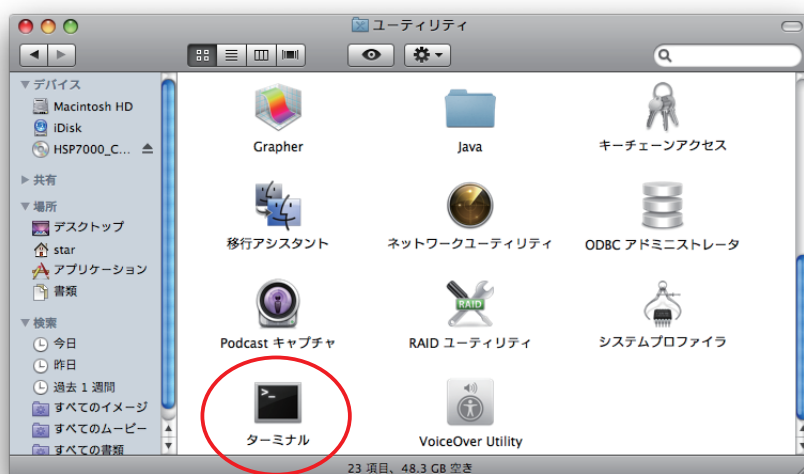 ユーティリティ
デバイス
Macintosh HD
iDisk
HSP7000_C...
共有
場所
デスクトップ
star
アプリケーション
書類
検索
今日
昨日
過去 1 週間
すべてのイメージ
すべてのムービー
すべての書類
Grapher
Java
キーチェーンアクセス
移行アシスタント
ネットワークユーティリティ
ODBC アドミニストレータ
Podcast キャプチャ
RAID
RAID ユーティリティ
システムプロファイラ
>_
ターミナル
VoiceOver Utility
23 項目、48.3 GB 空き